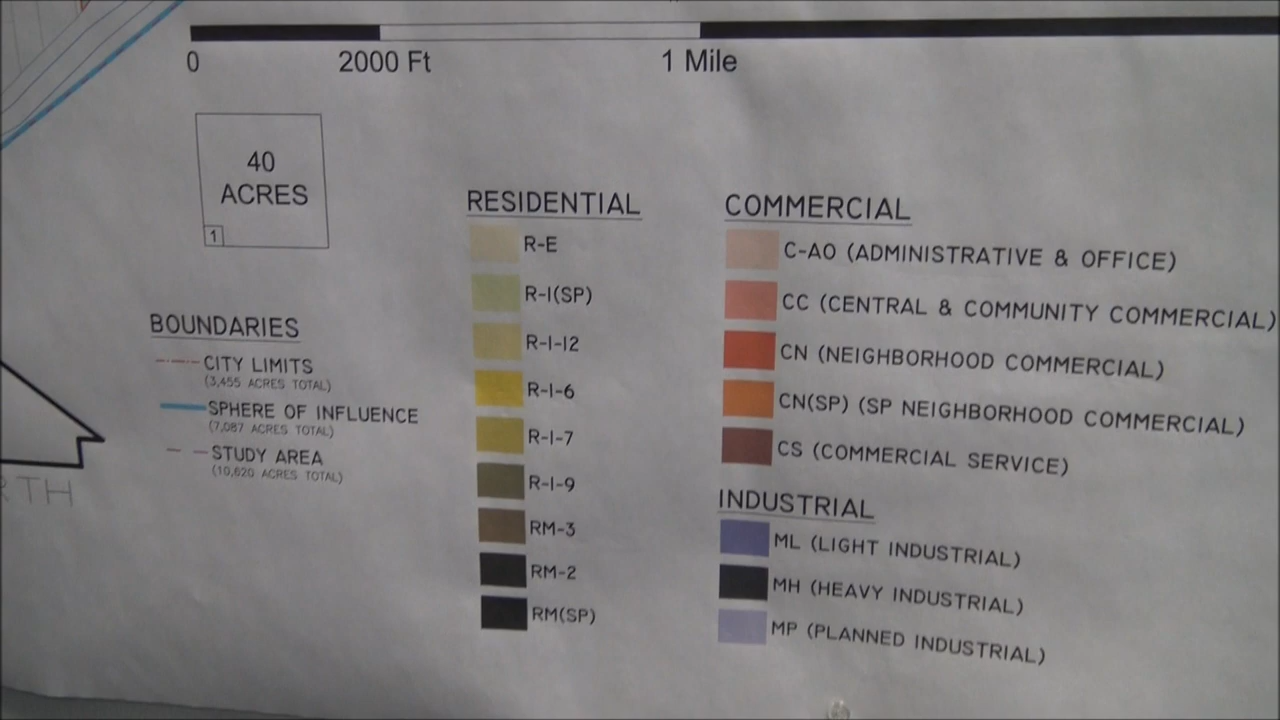 0 2000 Ft 1 Mile
40
ACRES
1
BOUNDARIES
CITY LIMITS
(3,455 ACRES TOTAL)
SPHERE OF INFLUENCE
(7,087 ACRES TOTAL)
STUDY AREA
(10,620 ACRES TOTAL)
RTH
RESIDENTIAL
R-E
R-1(SP)
R-1-12
R-1-6
R-1-7
R-1-9
RM-3
RM-2
RM(SP)
COMMERCIAL
C-AO (ADMINISTRATIVE & OFFICE)
CC (CENTRAL & COMMUNITY COMMERCIAL)
CN (NEIGHBORHOOD COMMERCIAL)
CN(SP) (SP NEIGHBORHOOD COMMERCIAL)
CS (COMMERCIAL SERVICE)
INDUSTRIAL
ML (LIGHT INDUSTRIAL)
MH (HEAVY INDUSTRIAL)
MP (PLANNED INDUSTRIAL)